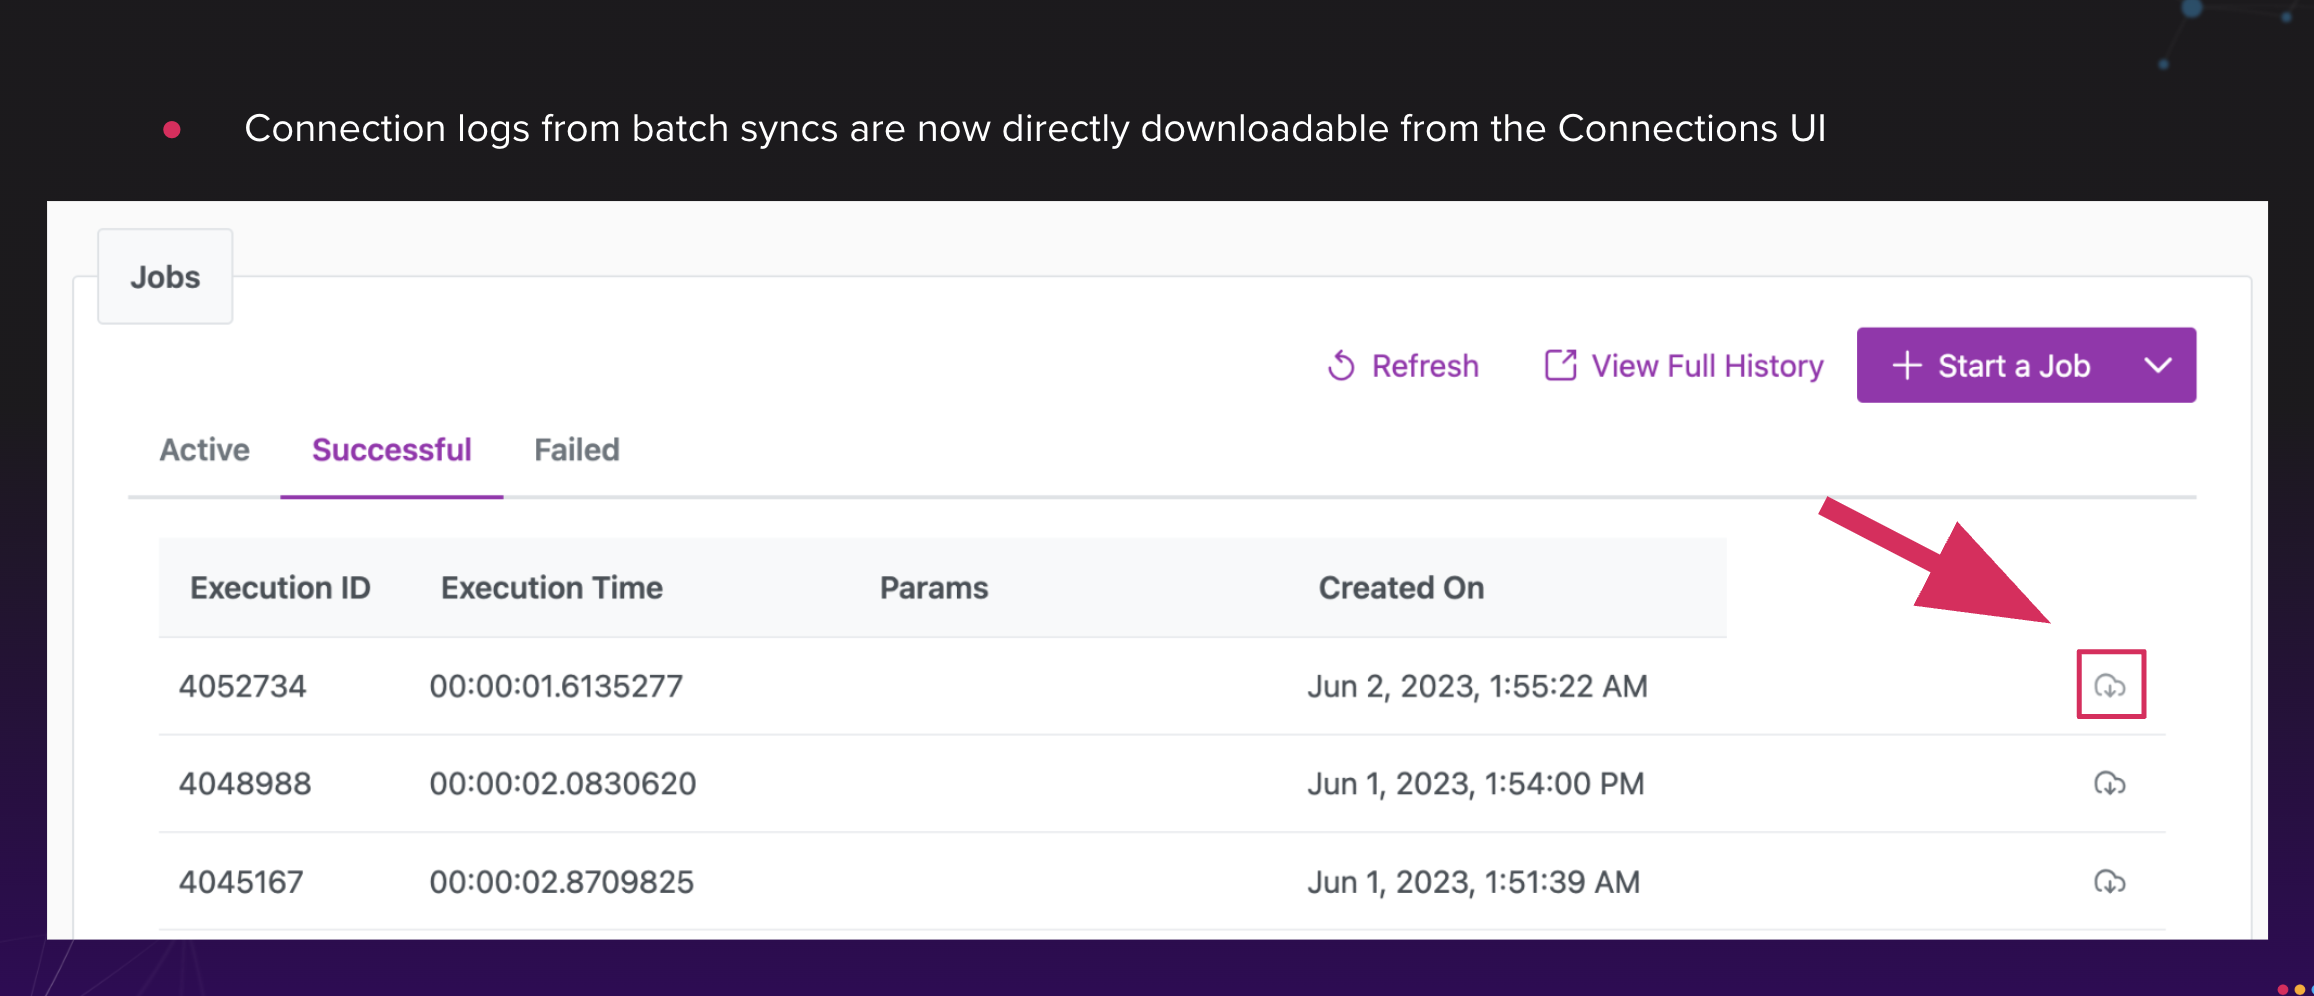 Connection logs from batch syncs are now directly downloadable from the Connections UI
Jobs
Refresh View Full History Start a Job
Active Successful Failed
Execution ID Execution Time Params Created On
4052734 00:00:01.6135277 Jun 2, 2023, 1:55:22 AM
4048988 00:00:02.0830620 Jun 1, 2023, 1:54:00 PM
4045167 00:00:02.8709825 Jun 1, 2023, 1:51:39 AM